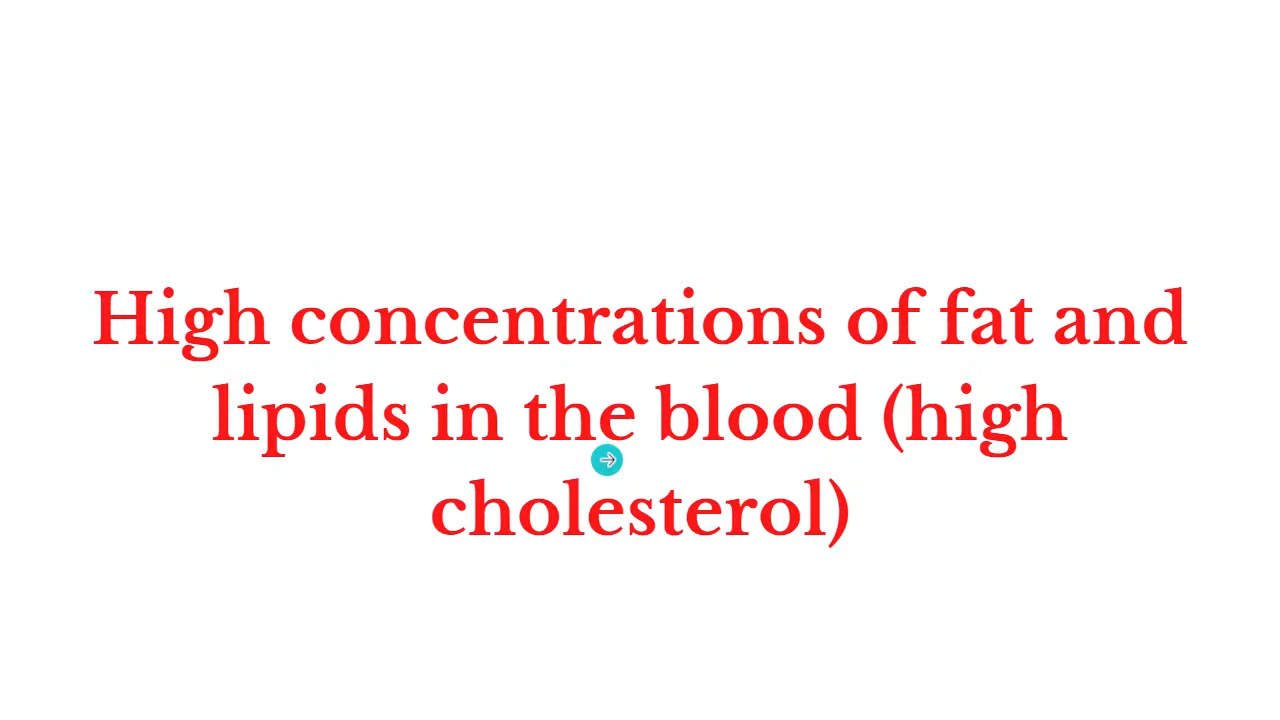 High concentrations of fat and
lipids in the blood (high
cholesterol)